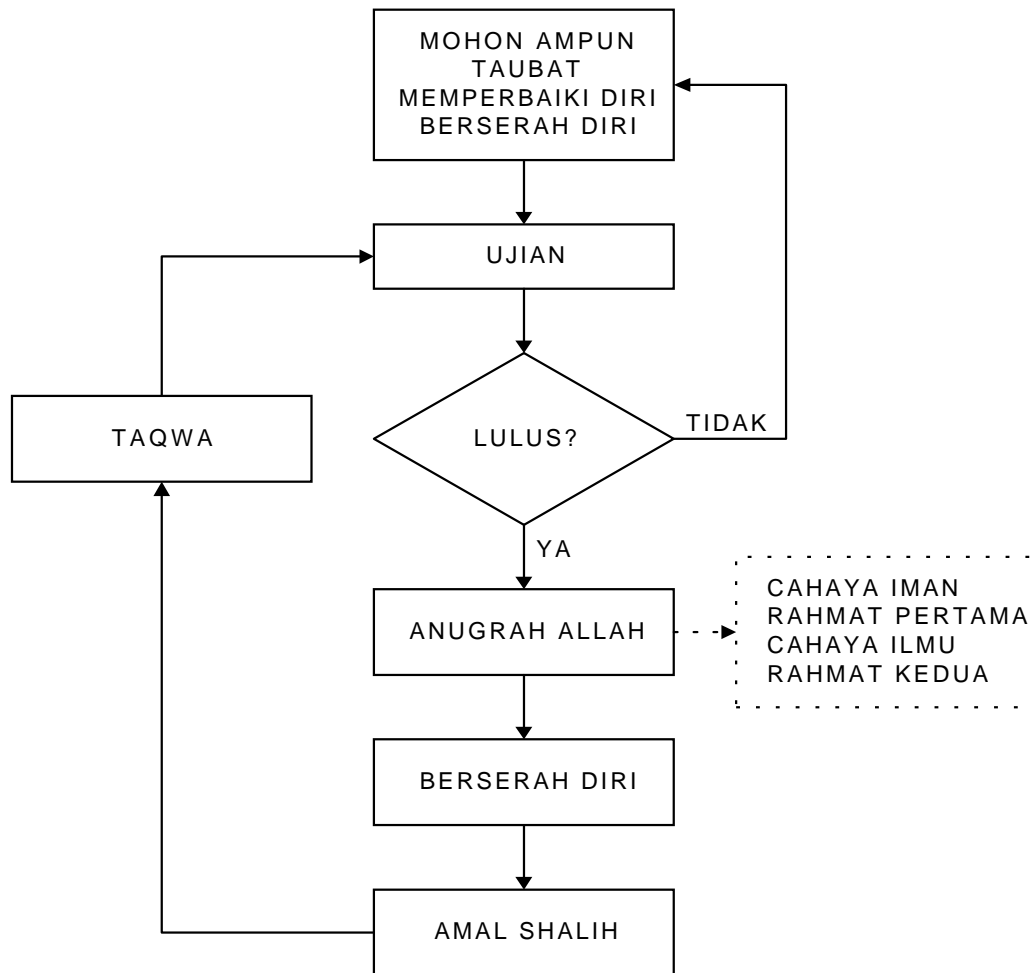 MOHON AMPUN
TAUBAT
MEMPERBAIKI DIRI
BERSERAH DIRI
UJIAN
TAQWA
LULUS?
TIDAK
YA
ANUGRAH ALLAH
CAHAYA IMAN
RAHMAT PERTAMA
CAHAYA ILMU
RAHMAT KEDUA
BERSERAH DIRI
AMAL SHALIH